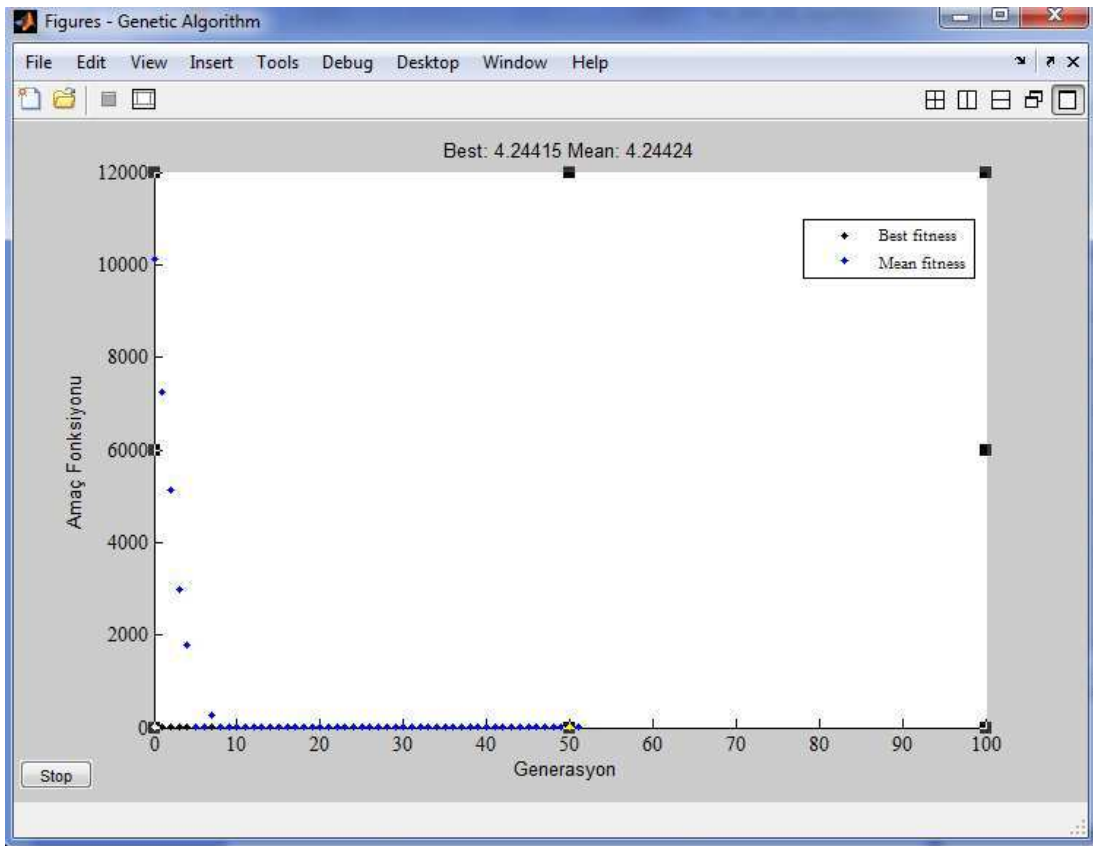 Figures - Genetic Algorithm
File Edit View Insert Tools Debug Desktop Window Help
Best: 4.24415 Mean: 4.24424
12000
10000
8000
6000
4000
2000
0
Amaç Fonksiyonu
Best fitness
Mean fitness
0 10 20 30 40 50 60 70 80 90 100
Generasyon
Stop